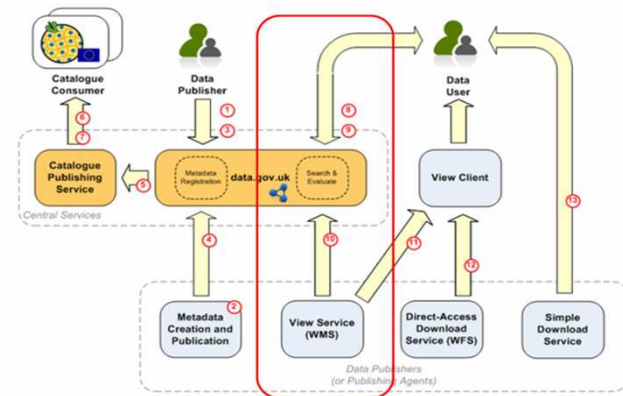 Catalogue
Consumer
Data
Publisher
Data
User
6
7
1
3
8
9
Catalogue
Publishing
Service
5
Metadata
Registration
data.gov.uk
Search &
Evaluate
View Client
Central Services
4
10
11
12
13
2
Metadata
Creation and
Publication
View Service
(WMS)
Direct-Access
Download
Service (WFS)
Simple
Download
Service
Data Publishers
(or Publishing Agents)